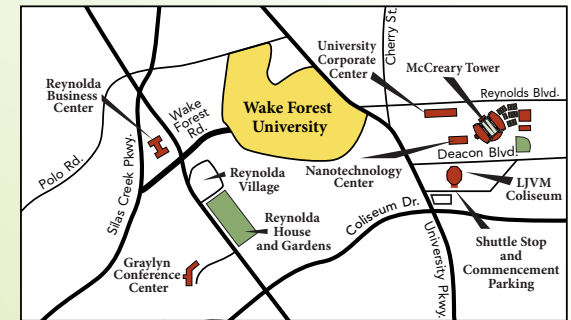 University
Corporate
Center
Cherry St.
McCreary Tower
Reynolda
Business
Center
Reynolds Blvd.
Wake
Forest
Rd.
Wake Forest
University
Deacon Blvd.
Polo Rd.
Silas Creek Pkwy.
Reynolda
Village
Nanotechnology
Center
LJVM
Coliseum
Reynolda
House
and Gardens
Coliseum Dr.
University Pkwy.
Shuttle Stop
and
Commencement
Parking
Graylyn
Conference
Center